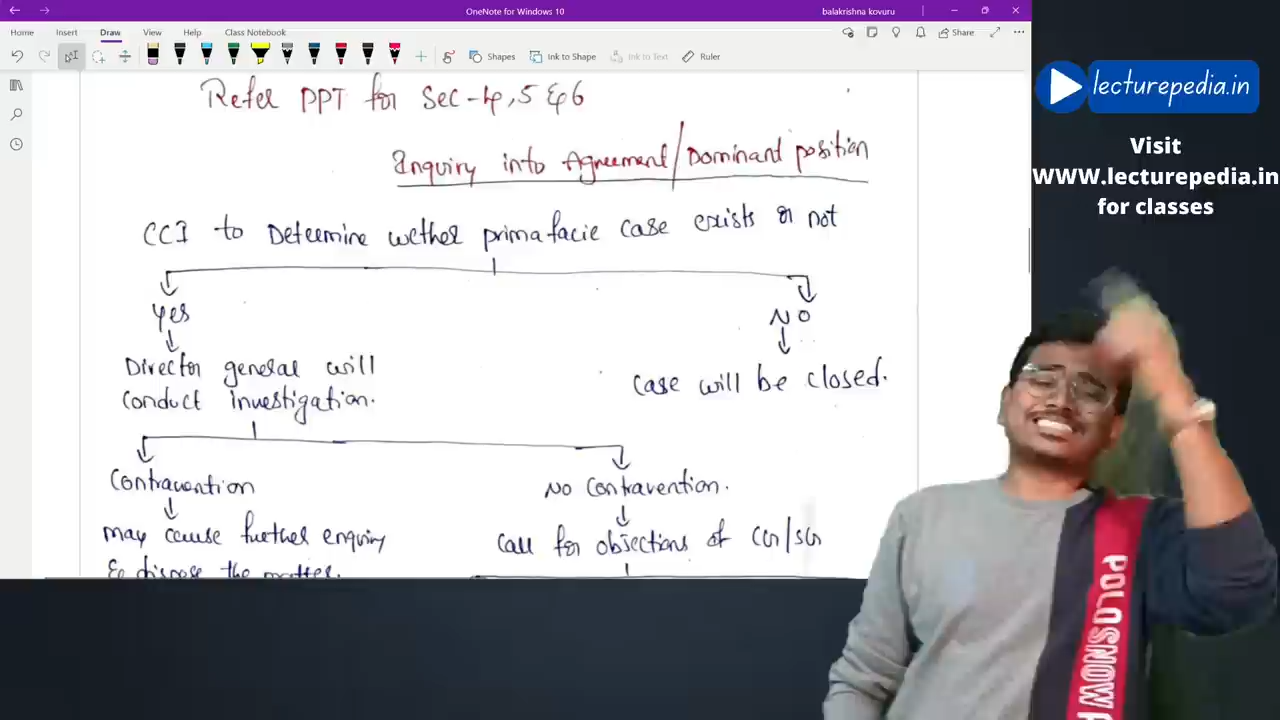 OneNote for Windows 10
balakrishna kovuru
Home Insert Draw View Help Class Notebook
Share
Shapes Ink to Shape Ink to Text Ruler
Refer PPT for Sec-4,5 & 6
Enquiry into Agreement/Dominant position
CCI to Determine wether prima facie case exists or not
Yes
NO
Director general will
conduct investigation.
case will be closed.
Contravention
No Contravention.
may cause further enquiry
Call for objections of CG/SG
& dispose the matter.
lecturepedia.in
Visit
WWW.lecturepedia.in
for classes
POLOSNOW